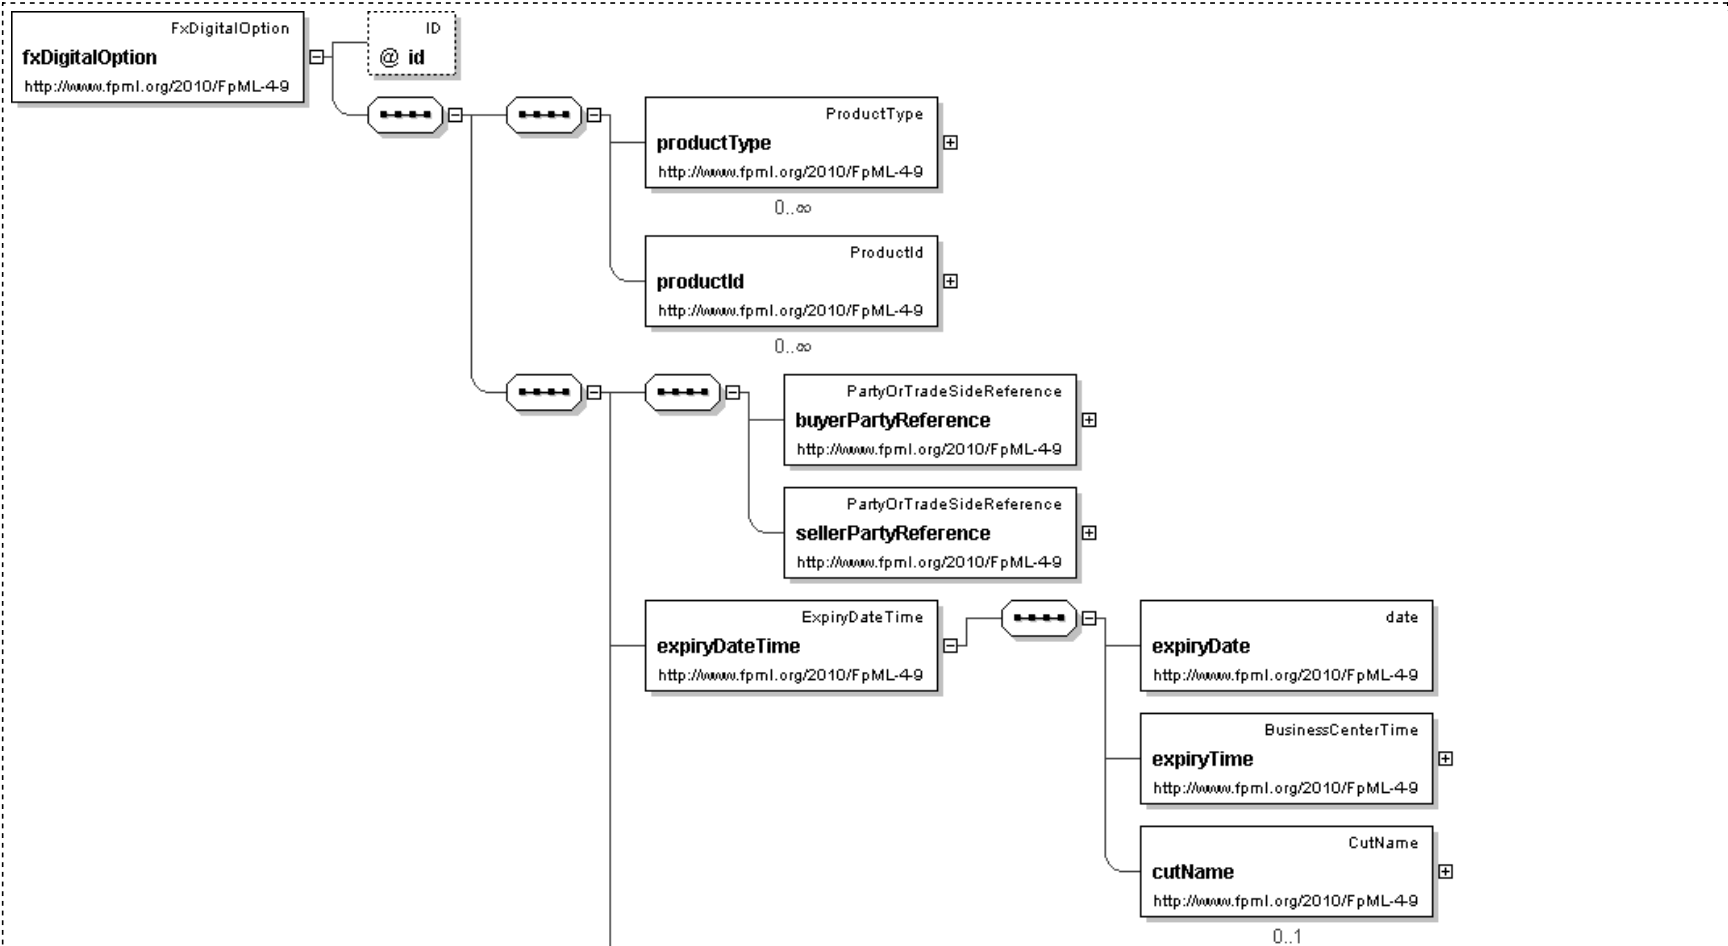 FxDigitalOption
fxDigitalOption
http://www.fpml.org/2010/FpML-4-9
ID
@ id
ProductType
productType
http://www.fpml.org/2010/FpML-4-9
0..∞
ProductId
productId
http://www.fpml.org/2010/FpML-4-9
0..∞
PartyOrTradeSideReference
buyerPartyReference
http://www.fpml.org/2010/FpML-4-9
PartyOrTradeSideReference
sellerPartyReference
http://www.fpml.org/2010/FpML-4-9
ExpiryDateTime
expiryDateTime
http://www.fpml.org/2010/FpML-4-9
date
expiryDate
http://www.fpml.org/2010/FpML-4-9
BusinessCenterTime
expiryTime
http://www.fpml.org/2010/FpML-4-9
CutName
cutName
http://www.fpml.org/2010/FpML-4-9
0..1